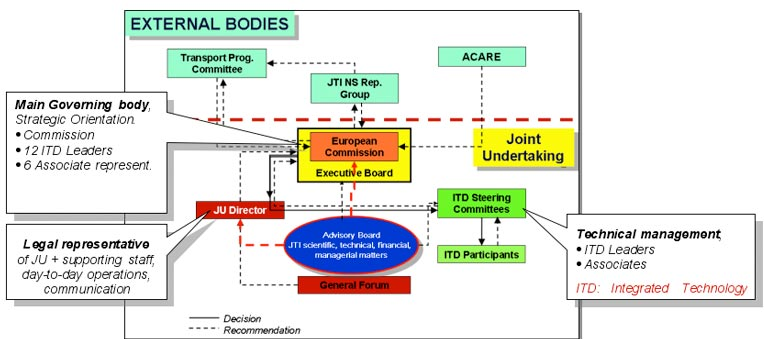 EXTERNAL BODIES
Transport Prog.
Committee
JTI NS Rep.
Group
ACARE
Main Governing body,
Strategic Orientation.
• Commission
• 12 ITD Leaders
• 6 Associate represent.
European
Commission
Executive Board
Joint
Undertaking
JU Director
ITD Steering
Committees
Advisory Board
JTI scientific, technical, financial,
managerial matters
ITD Participants
General Forum
Legal representative
of JU + supporting staff,
day-to-day operations,
communication
Technical management,
• ITD Leaders
• Associates
ITD: Integrated Technology
Decision
Recommendation